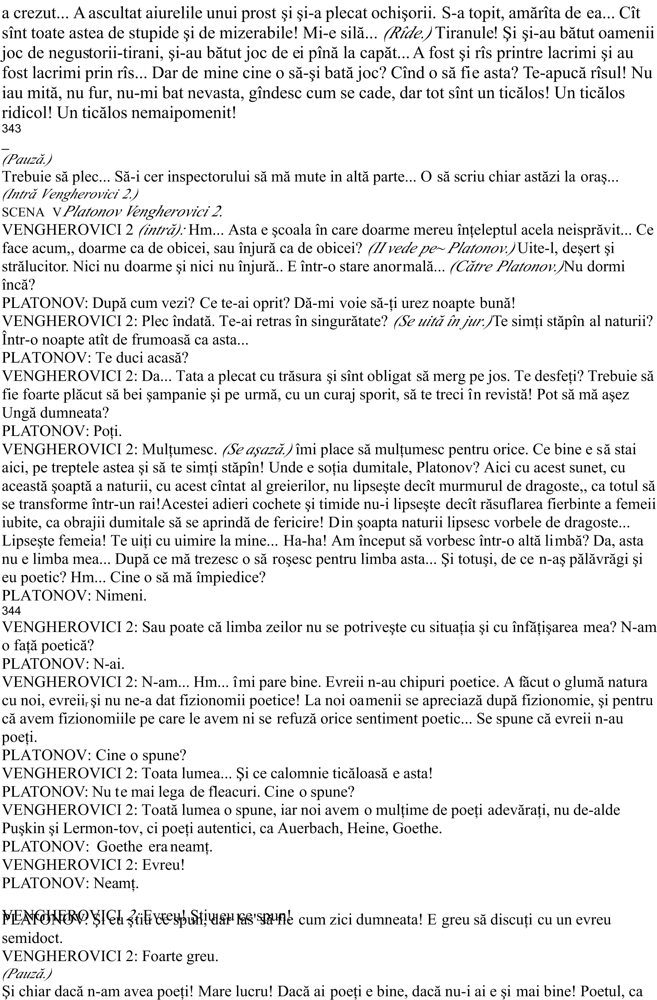 a crezut... A ascultat aiurelile unui prost şi şi-a plecat ochişorii. S-a topit, amărîta de ea... Cît
sînt toate astea de stupide şi de mizerabile! Mi-e silă... (Rîde.) Tiranule! Şi şi-au bătut oamenii
joc de negustorii-tirani, şi-au bătut joc de ei pînă la capăt... A fost şi rîs printre lacrimi şi au
fost lacrimi prin rîs... Dar de mine cine o să-şi bată joc? Cînd o să fie asta? Te-apucă rîsul! Nu
iau mită, nu fur, nu-mi bat nevasta, gîndesc cum se cade, dar tot sînt un ticălos! Un ticălos
ridicol! Un ticălos nemaipomenit!
343
_
(Pauză.)
Trebuie să plec... Să-i cer inspectorului să mă mute in altă parte... O să scriu chiar astăzi la oraş...
(Intră Vengherovici 2.)
SCENA V Platonov Vengherovici 2.
VENGHEROVICI 2 (intră): Hm... Asta e şcoala în care doarme mereu înţeleptul acela neisprăvit... Ce
face acum,, doarme ca de obicei, sau înjură ca de obicei? (II vede pe~ Platonov.) Uite-l, deşert şi
strălucitor. Nici nu doarme şi nici nu înjură.. E într-o stare anormală... (Către Platonov.)Nu dormi
încă?
PLATONOV: După cum vezi? Ce te-ai oprit? Dă-mi voie să-ţi urez noapte bună!
VENGHEROVICI 2: Plec îndată. Te-ai retras în singurătate? (Se uită în jur.)Te simţi stăpîn al naturii?
Într-o noapte atît de frumoasă ca asta...
PLATONOV: Te duci acasă?
VENGHEROVICI 2: Da... Tata a plecat cu trăsura şi sînt obligat să merg pe jos. Te desfeţi? Trebuie să
fie foarte plăcut să bei şampanie şi pe urmă, cu un curaj sporit, să te treci în revistă! Pot să mă aşez
Ungă dumneata?
PLATONOV: Poţi.
VENGHEROVICI 2: Mulţumesc. (Se aşază.) îmi place să mulţumesc pentru orice. Ce bine e să stai
aici, pe treptele astea şi să te simţi stăpîn! Unde e soţia dumitale, Platonov? Aici cu acest sunet, cu
această şoaptă a naturii, cu acest cîntat al greierilor, nu lipseşte decît murmurul de dragoste,, ca totul să
se transforme într-un rai!Acestei adieri cochete şi timide nu-i lipseşte decît răsuflarea fierbinte a femeii
iubite, ca obrajii dumitale să se aprindă de fericire! Din şoapta naturii lipsesc vorbele de dragoste...
Lipseşte femeia! Te uiţi cu uimire la mine... Ha-ha! Am început să vorbesc într-o altă limbă? Da, asta
nu e limba mea... După ce mă trezesc o să roşesc pentru limba asta... Şi totuşi, de ce n-aş pălăvrăgi şi
eu poetic? Hm... Cine o să mă împiedice?
PLATONOV: Nimeni.
344
VENGHEROVICI 2: Sau poate că limba zeilor nu se potriveşte cu situaţia şi cu înfăţişarea mea? N-am
o faţă poetică?
PLATONOV: N-ai.
VENGHEROVICI 2: N-am... Hm... îmi pare bine. Evreii n-au chipuri poetice. A făcut o glumă natura
cu noi, evreiir şi nu ne-a dat fizionomii poetice! La noi oamenii se apreciază după fizionomie, şi pentru
că avem fizionomiile pe care le avem ni se refuză orice sentiment poetic... Se spune că evreii n-au
poeţi.
PLATONOV: Cine o spune?
VENGHEROVICI 2: Toata lumea... Şi ce calomnie ticăloasă e asta!
PLATONOV: Nu te mai lega de fleacuri. Cine o spune?
VENGHEROVICI 2: Toată lumea o spune, iar noi avem o mulţime de poeţi adevăraţi, nu de-alde
Puşkin şi Lermon-tov, ci poeţi autentici, ca Auerbach, Heine, Goethe.
PLATONOV: Goethe era neamţ.
VENGHEROVICI 2: Evreu!
PLATONOV: Neamţ.
VENGHEROVICI 2: Evreu! Ştiu eu ce spun!
PLATONOV: Şi eu ştiu ce spun, dar las' să fie cum zici dumneata! E greu să discuţi cu un evreu
semidoct.
VENGHEROVICI 2: Foarte greu.
(Pauză.)
Şi chiar dacă n-am avea poeţi! Mare lucru! Dacă ai poeţi e bine, dacă nu-i ai e şi mai bine! Poetul, ca